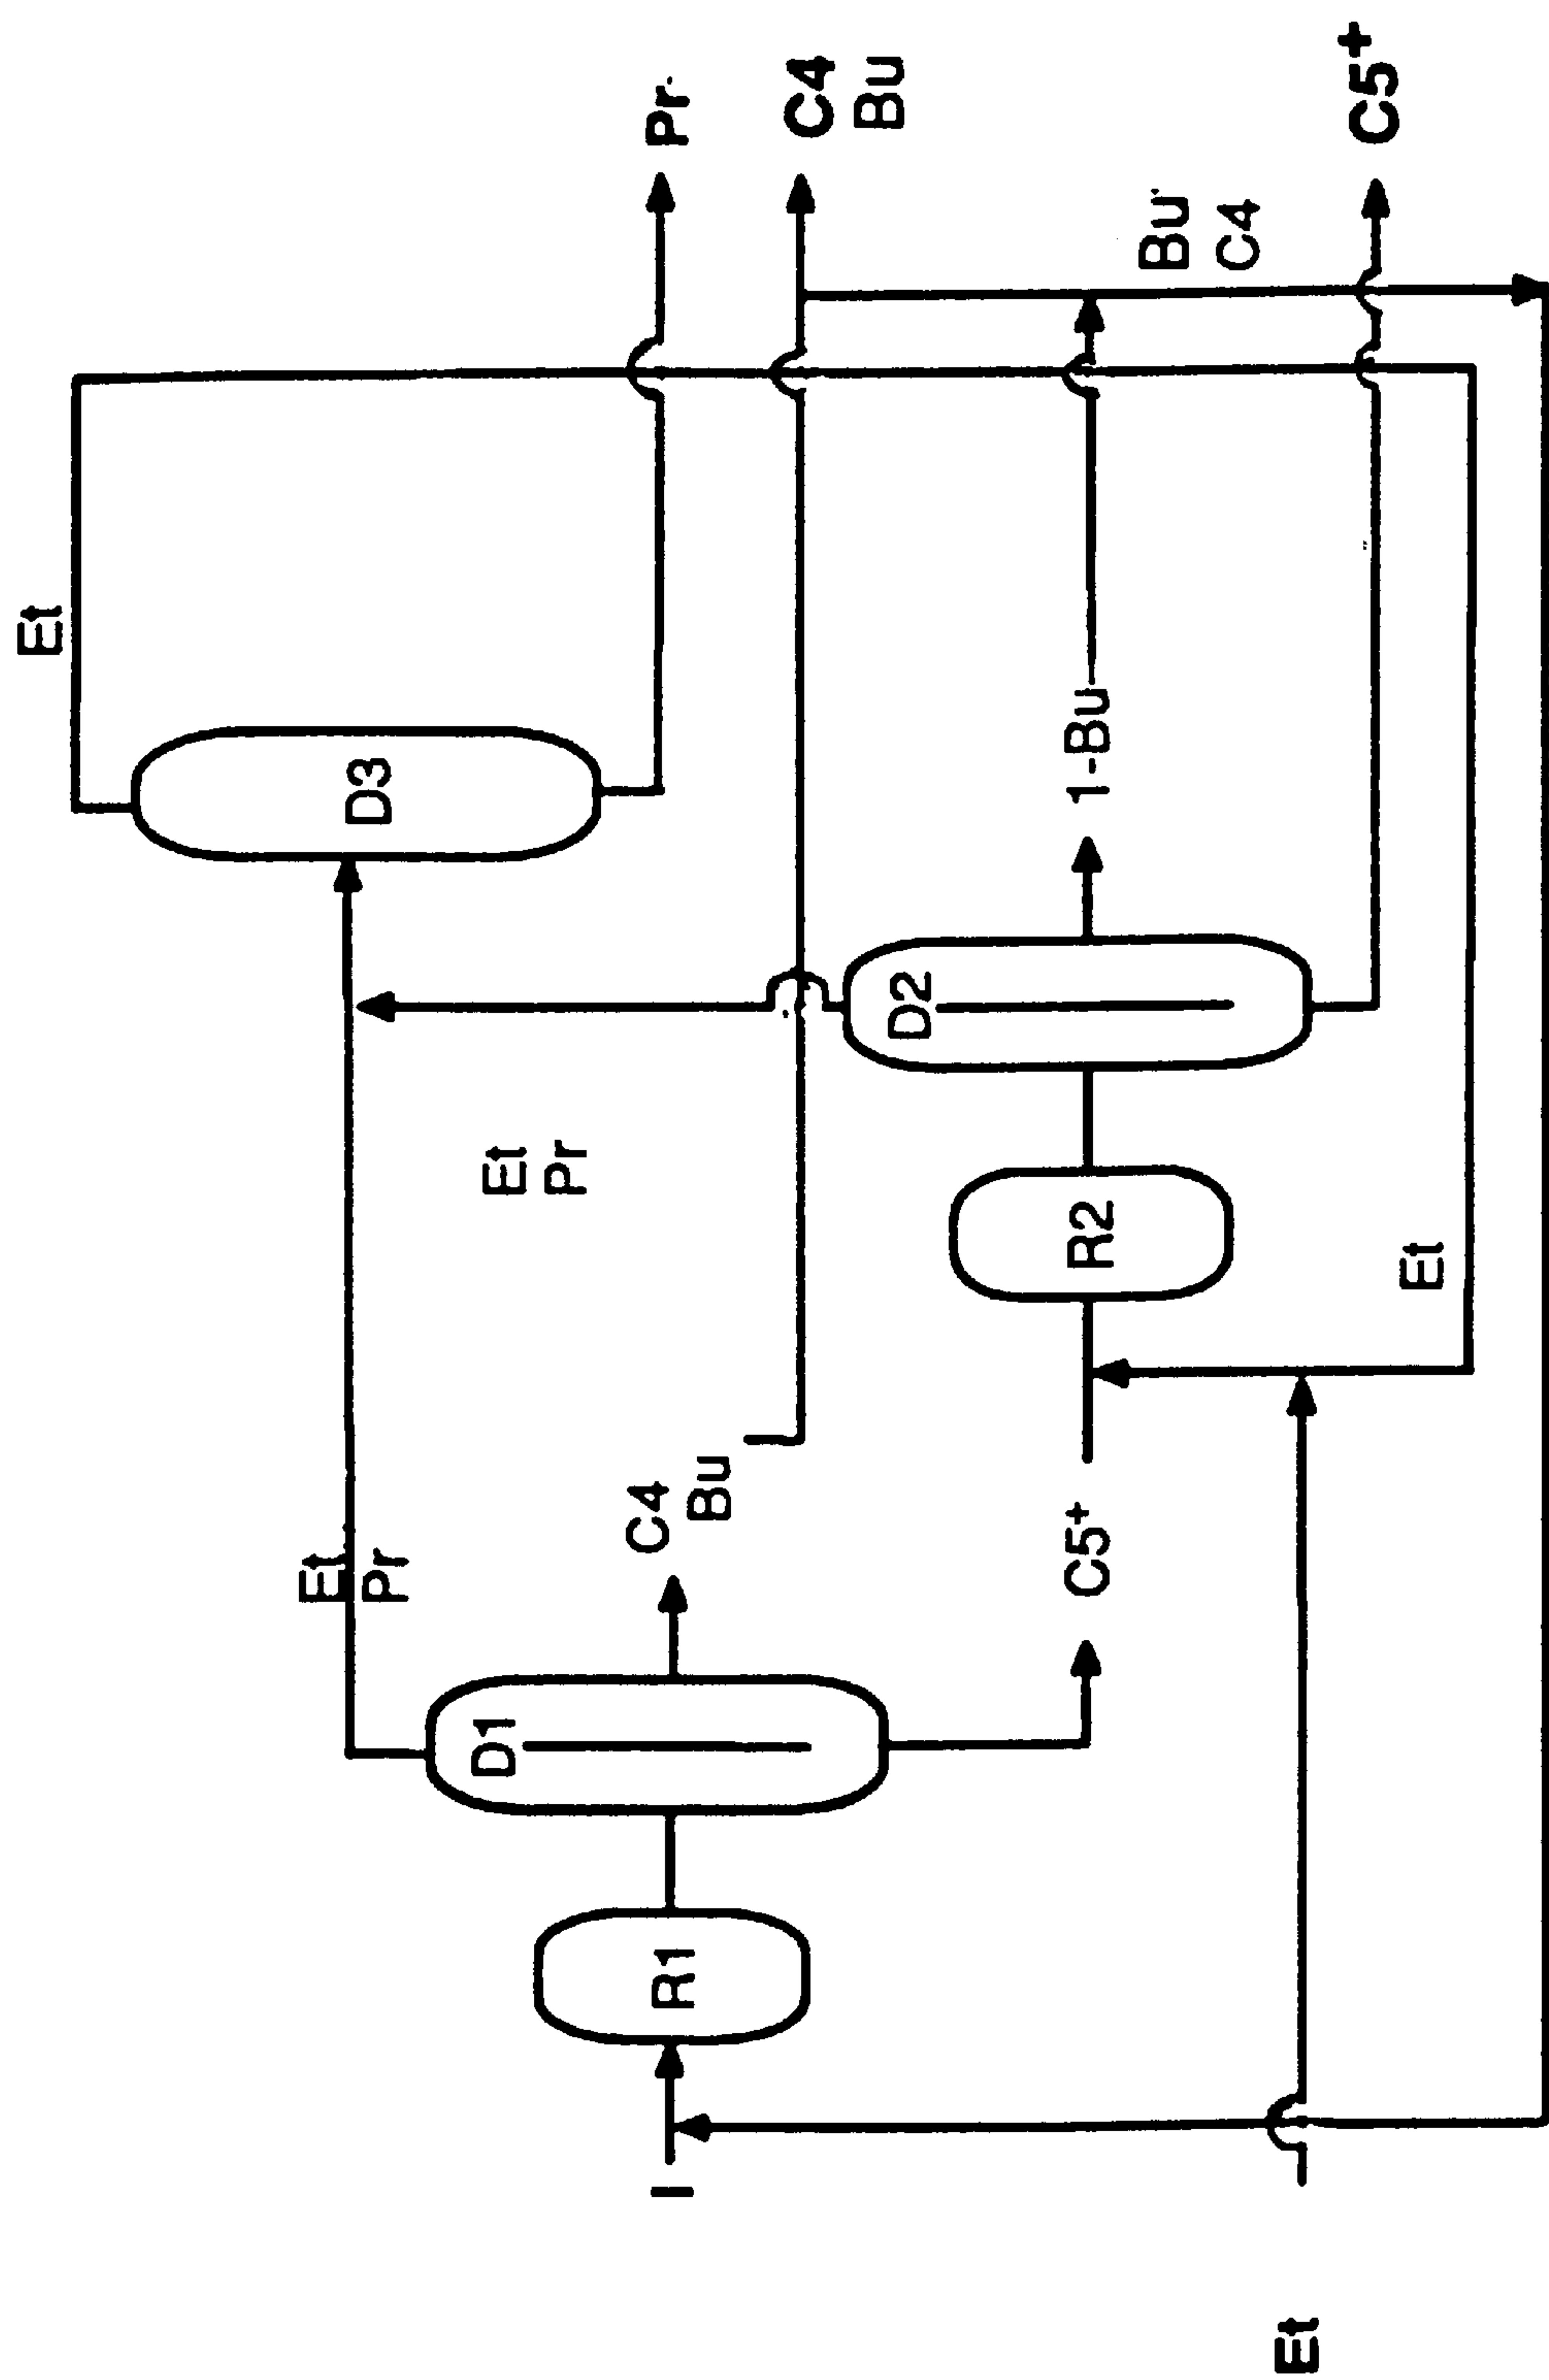 Et
Et
Pr
D3
D1
Et
Pr
Pr
I
R1
C4
Bu
C4
Bu
D2
C5+
R2
1-Bu
Bu
C4
Et
C5+
Et